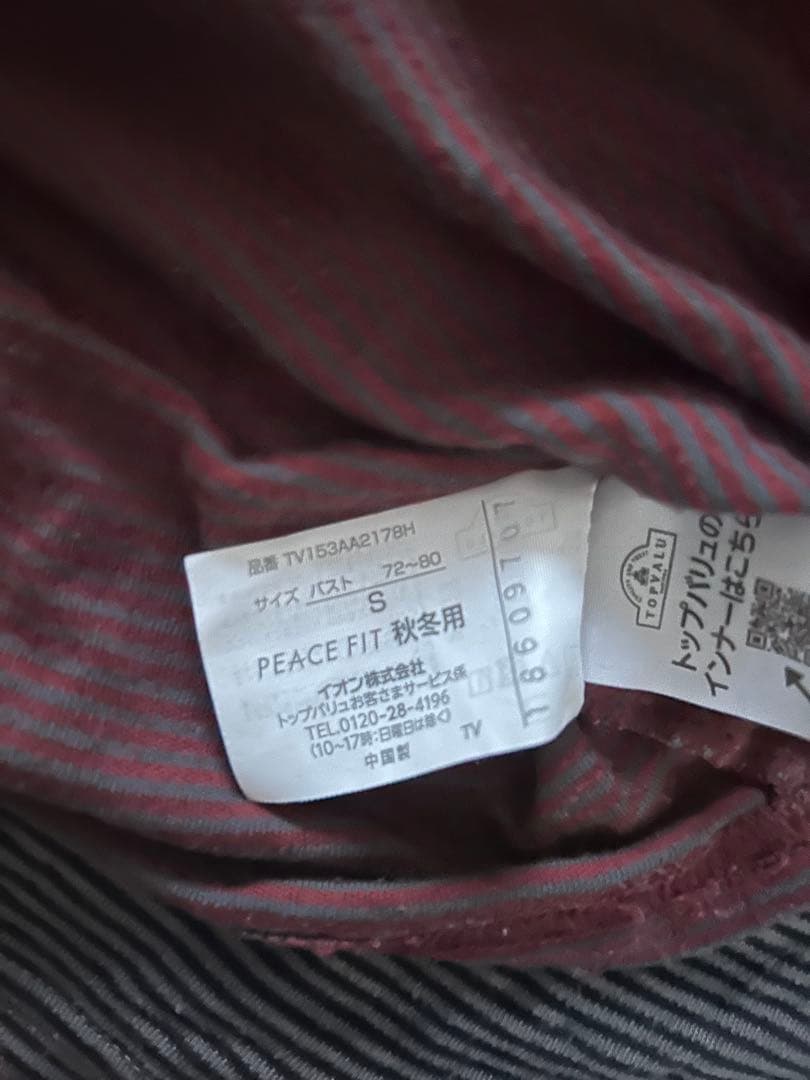 品番 TV153AA2178H
サイズ バスト 72~80
S
PEACE FIT 秋冬用
イオン株式会社
トップバリュお客さまサービス係
TEL.0120-28-4196
(10~17時:日曜日は除く)
中国製
TV
TOPVALU
トップバリュの
インナーはこちら